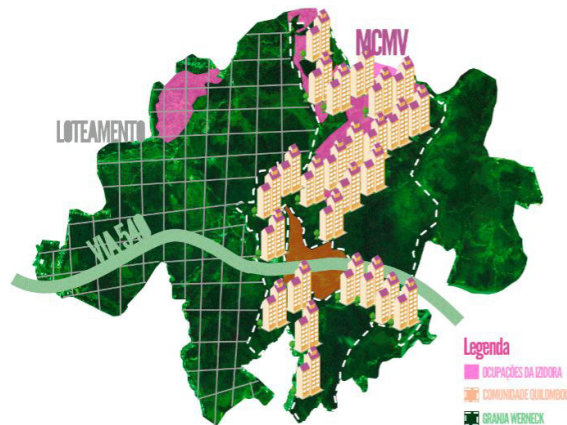 MCMV
LOTEAMENTO
VIA 540
Legenda
OCUPAÇÕES DA IZIDORA
COMUNIDADE QUILOMBOL
GRANJA WERNECK